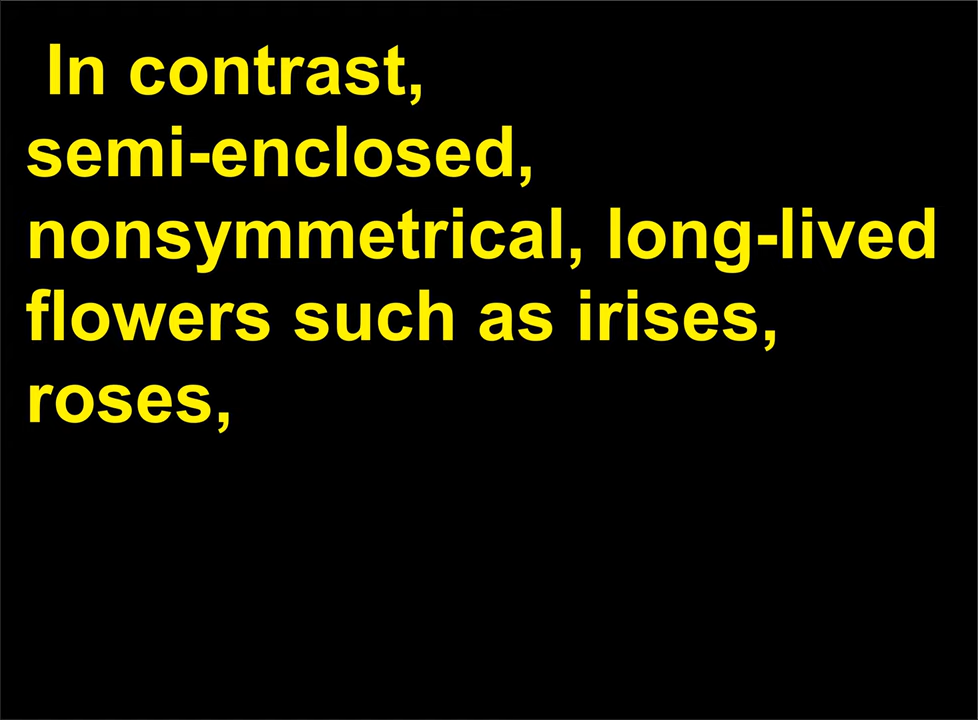 In contrast,
semi-enclosed,
nonsymmetrical, long-lived
flowers such as irises,
roses,